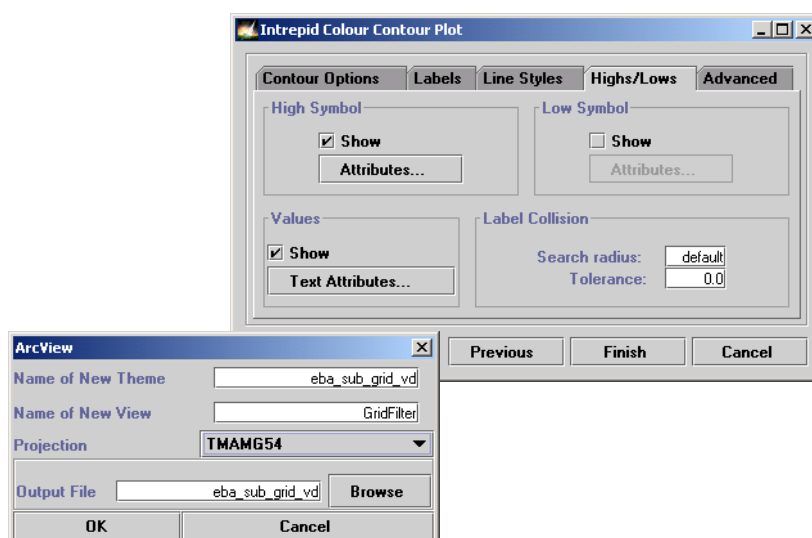 Intrepid Colour Contour Plot
Contour Options Labels Line Styles Highs/Lows Advanced
High Symbol
Show
Attributes...
Low Symbol
Show
Attributes...
Values
Show
Text Attributes...
Label Collision
Search radius: default
Tolerance: 0.0
Previous Finish Cancel
ArcView
Name of New Theme eba_sub_grid_vd
Name of New View GridFilter
Projection TMAMG54
Output File eba_sub_grid_vd Browse
OK Cancel